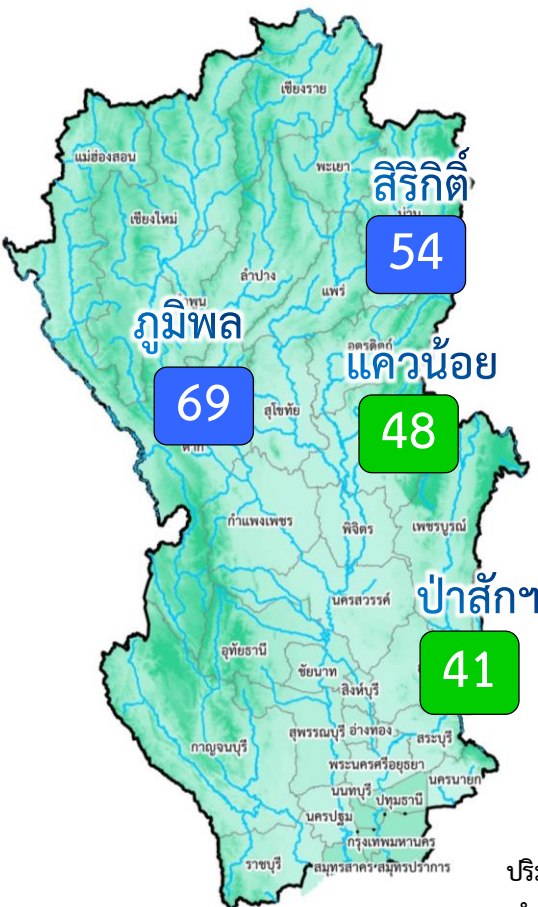 เชียงราย
แม่ฮ่องสอน
พะเยา
สิริกิติ์
น่าน
เชียงใหม่
54
ลำปาง
แพร่
ลำพูน
ภูมิพล
อุตรดิตถ์
แควน้อย
69
สุโขทัย
48
ตาก
กำแพงเพชร
พิจิตร
เพชรบูรณ์
นครสวรรค์
ป่าสักฯ
อุทัยธานี
ชัยนาท
41
สิงห์บุรี
สุพรรณบุรี อ่างทอง
สระบุรี
กาญจนบุรี
พระนครศรีอยุธยา
นครนายก
นนทบุรี
ปทุมธานี
นครปฐม
กรุงเทพมหานคร
ราชบุรี
สมุทรสาคร สมุทรปราการ